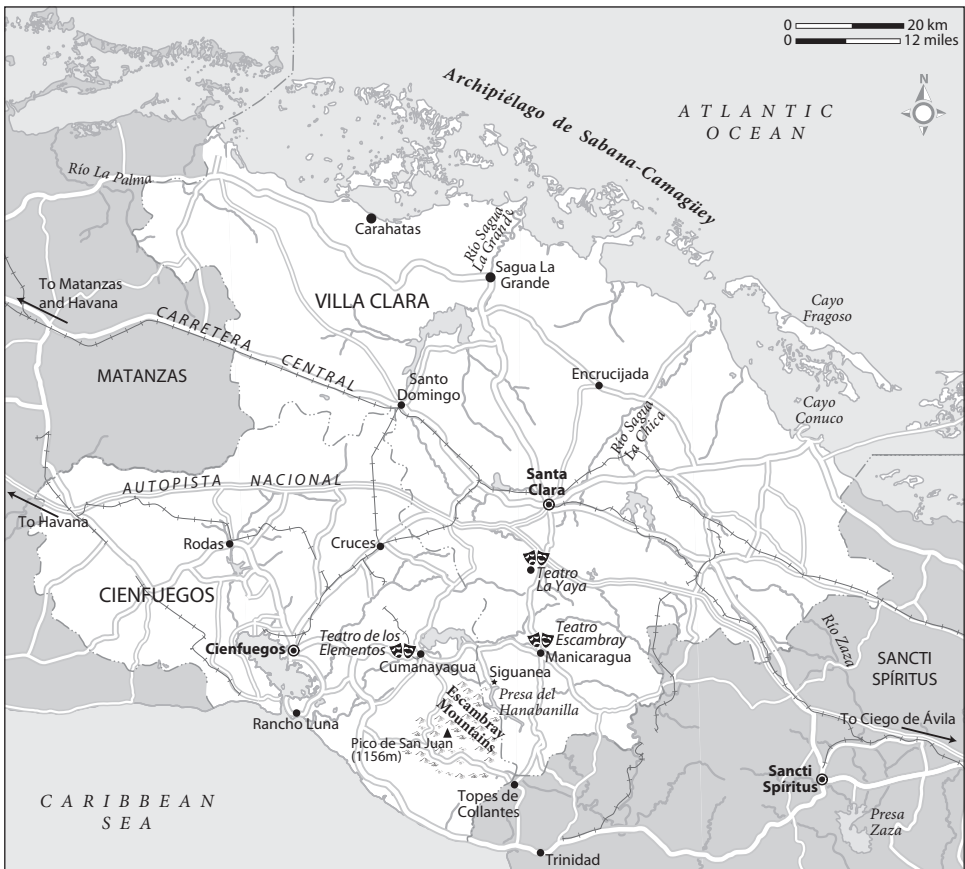 0 20 km
0 12 miles
N
Archipiélago de Sabana-Camagüey
ATLANTIC
OCEAN
Río La Palma
Carahatas
Río Sagua
La Grande
Sagua La
Grande
To Matanzas
and Havana
VILLA CLARA
Cayo
Fragoso
CARRETERA CENTRAL
MATANZAS
Santo
Domingo
Encrucijada
Cayo
Conuco
Río Sagua
La Chica
AUTOPISTA NACIONAL
Santa
Clara
To Havana
Rodas
Cruces
Teatro
La Yaya
CIENFUEGOS
Teatro de los
Elementos
Teatro
Escambray
Río Zaza
Cienfuegos
Cumanayagua
Manicaragua
SANCTI
SPÍRITUS
Siguanea
Presa del
Hanabanilla
Escambray
Mountains
Rancho Luna
To Ciego de Ávila
Pico de San Juan
(1156m)
Sancti
Spíritus
CARIBBEAN
SEA
Topes de
Collantes
Presa
Zaza
Trinidad